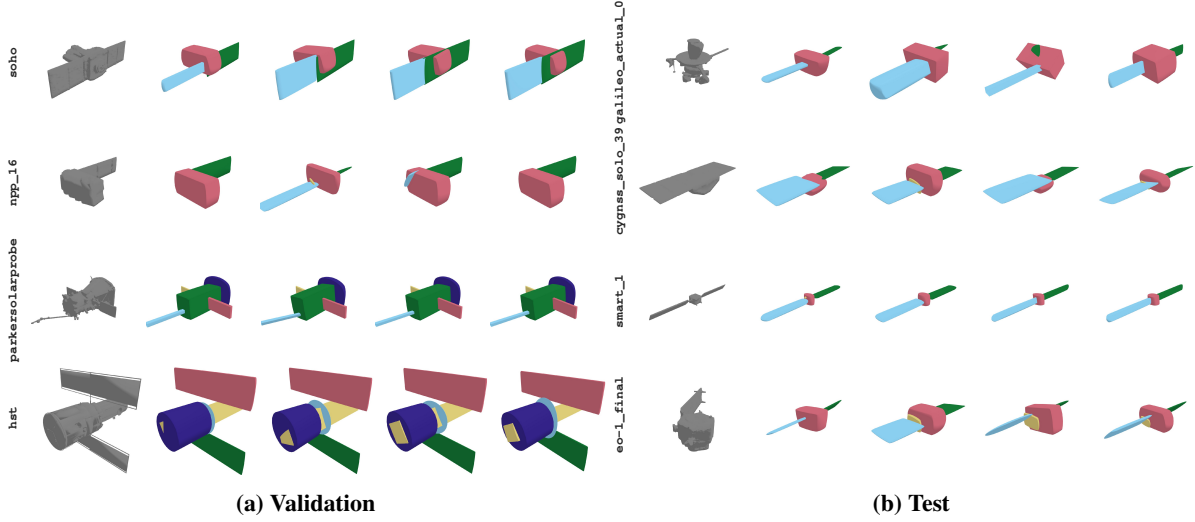 soho
npp_16
parkersolarprobe
hst
(a) Validation
galileo_actual_0
cygnss_solo_39
smart_1
eo-1_final
(b) Test